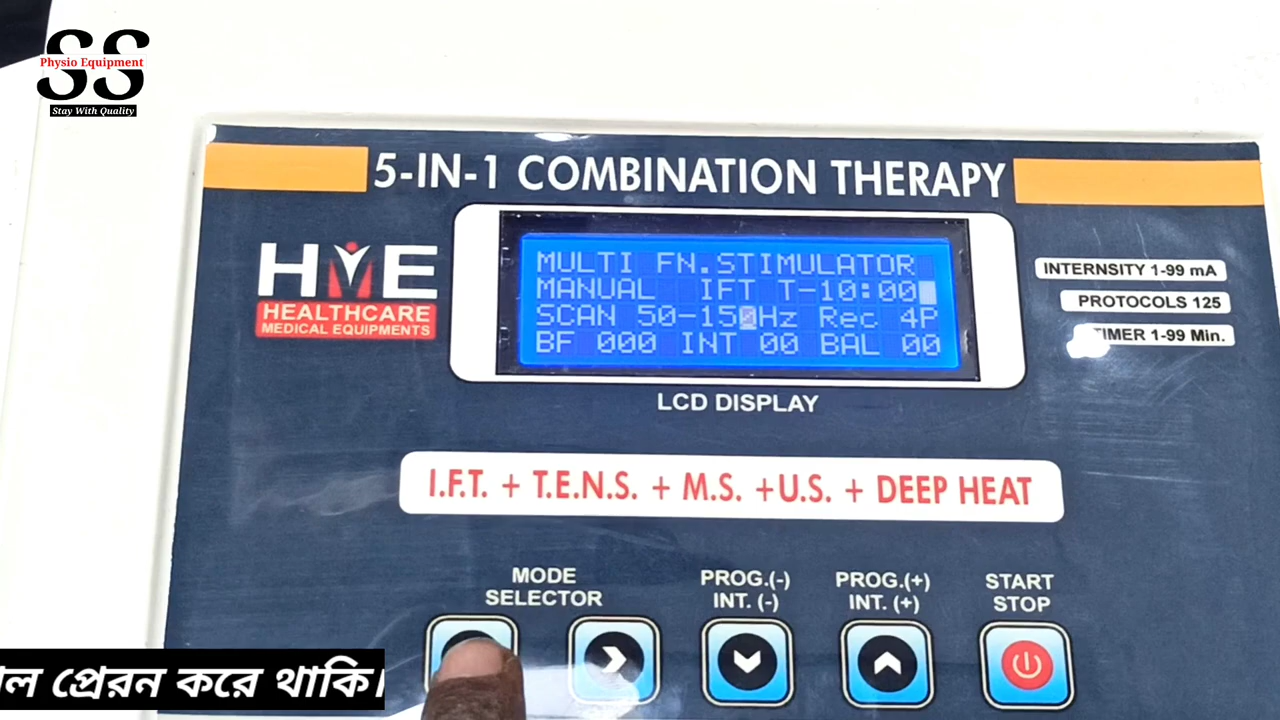 SS
Physio Equipment
Stay With Quality
5-IN-1 COMBINATION THERAPY
HME
HEALTHCARE
MEDICAL EQUIPMENTS
MULTI FN.STIMULATOR
MANUAL IFT T-10:00
SCAN 50-150Hz Rec 4P
BF 000 INT 00 BAL 00
INTERNSITY 1-99 mA
PROTOCOLS 125
TIMER 1-99 Min.
LCD DISPLAY
I.F.T. + T.E.N.S. + M.S. +U.S. + DEEP HEAT
MODE
SELECTOR
PROG.(-)
INT. (-)
PROG.(+)
INT. (+)
START
STOP
প্রেরন করে থাকি।